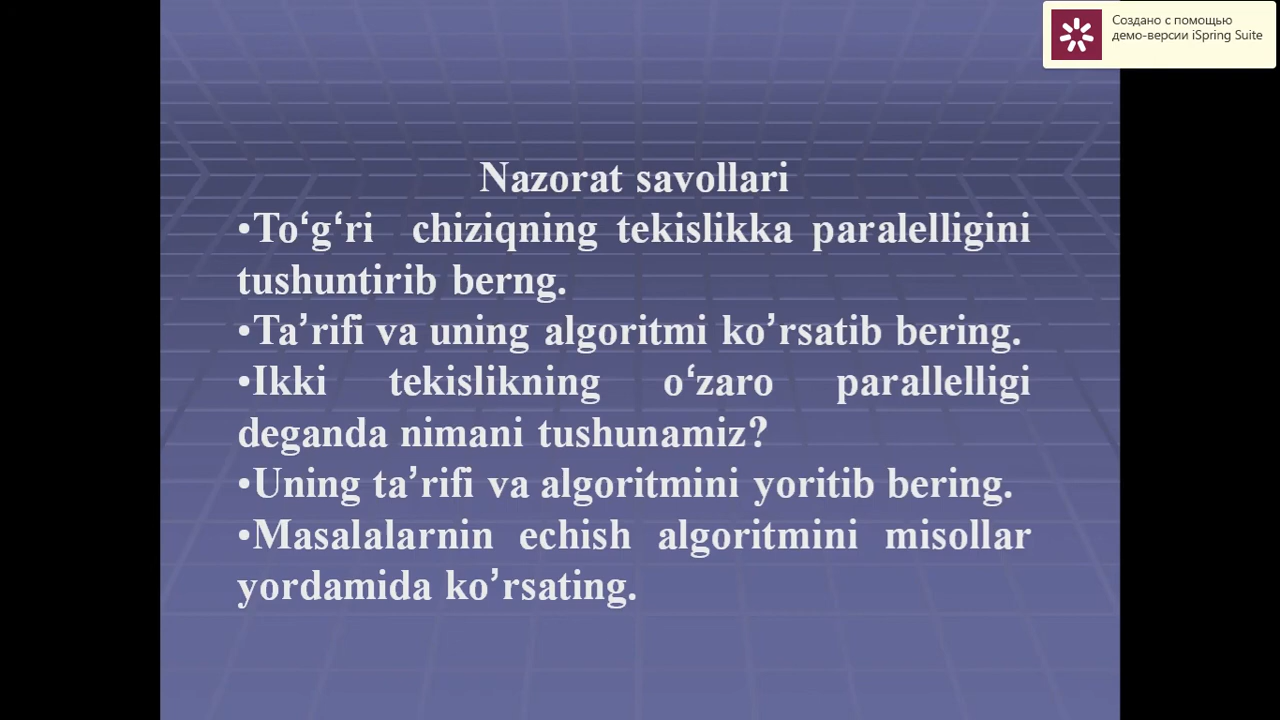 Создано с помощью
демо-версии iSpring Suite
Nazorat savollari
•To‘g‘ri chiziqning tekislikka paralelligini
tushuntirib berng.
•Ta’rifi va uning algoritmi ko’rsatib bering.
•Ikki tekislikning o‘zaro parallelligi
deganda nimani tushunamiz?
•Uning ta’rifi va algoritmini yoritib bering.
•Masalalarnin echish algoritmini misollar
yordamida ko’rsating.